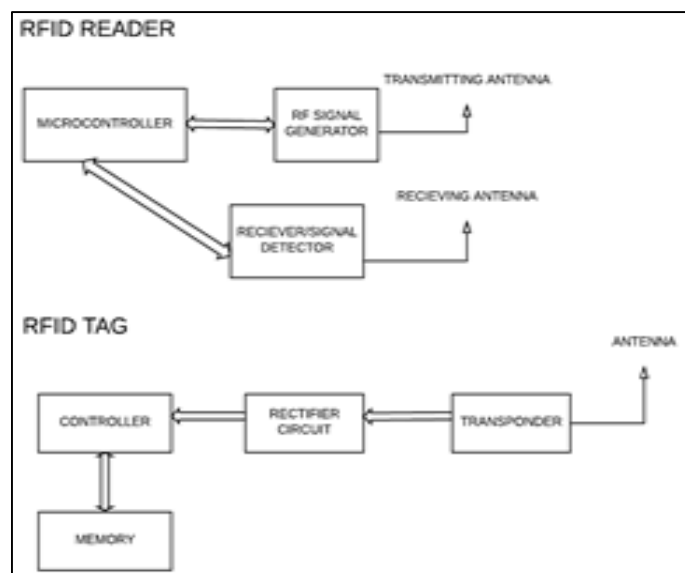 RFID READER
TRANSMITTING ANTENNA
MICROCONTROLLER
RF SIGNAL
GENERATOR
RECIEVING ANTENNA
RECIEVER/SIGNAL
DETECTOR
RFID TAG
ANTENNA
CONTROLLER
RECTIFIER
CIRCUIT
TRANSPONDER
MEMORY